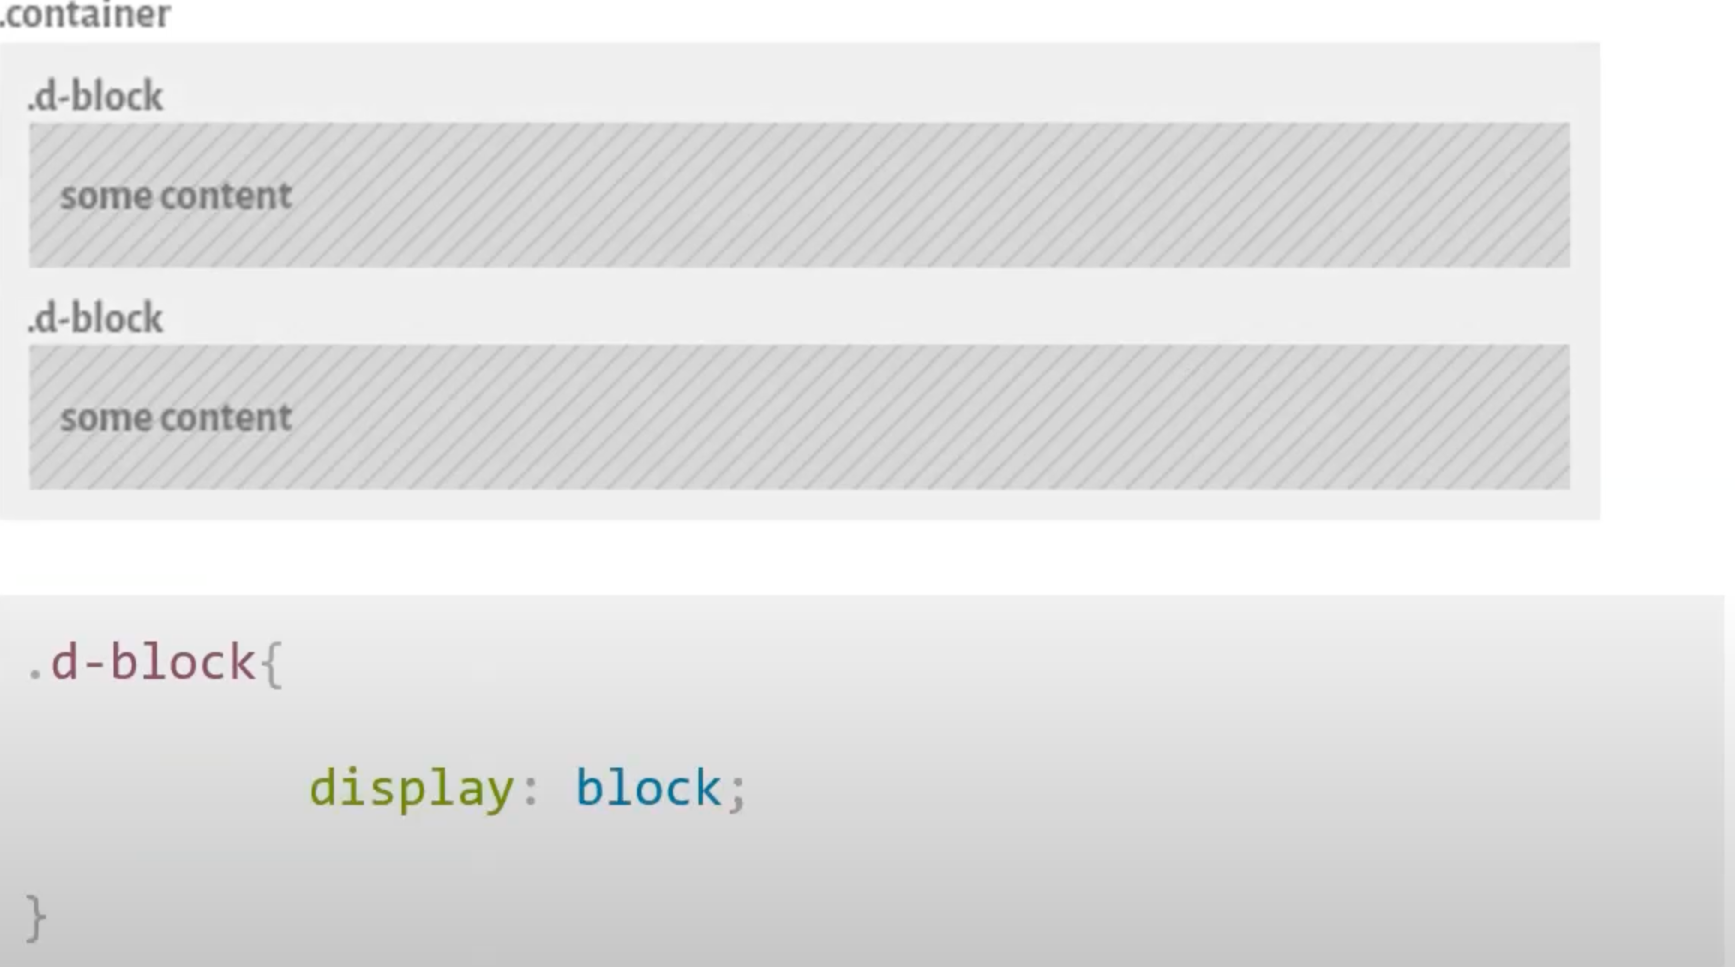 .container
.d-block
some content
.d-block
some content
.d-block{
display: block;
}